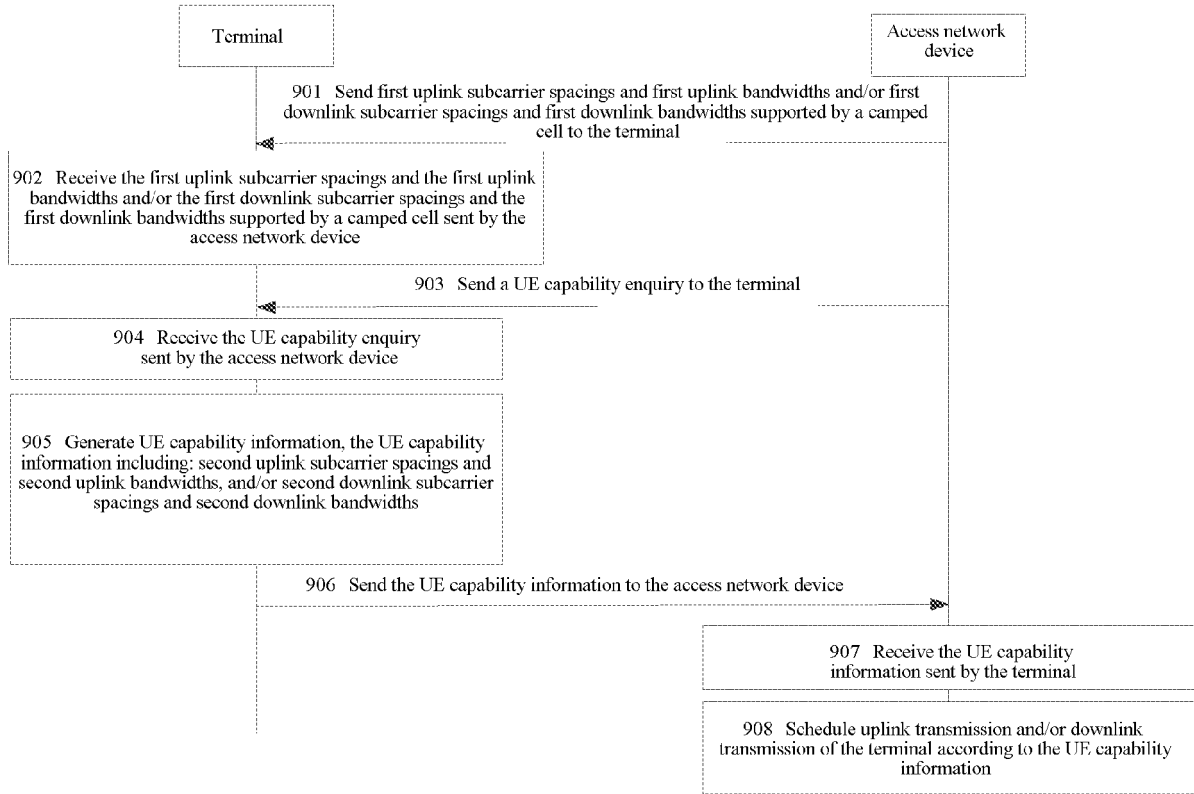 Terminal
Access network
device
901 Send first uplink subcarrier spacings and first uplink bandwidths and/or first
downlink subcarrier spacings and first downlink bandwidths supported by a camped
cell to the terminal
902 Receive the first uplink subcarrier spacings and the first uplink
bandwidths and/or the first downlink subcarrier spacings and the
first downlink bandwidths supported by a camped cell sent by the
access network device
903 Send a UE capability enquiry to the terminal
904 Receive the UE capability enquiry
sent by the access network device
905 Generate UE capability information, the UE capability
information including: second uplink subcarrier spacings and
second uplink bandwidths, and/or second downlink subcarrier
spacings and second downlink bandwidths
906 Send the UE capability information to the access network device
907 Receive the UE capability
information sent by the terminal
908 Schedule uplink transmission and/or downlink
transmission of the terminal according to the UE capability
information